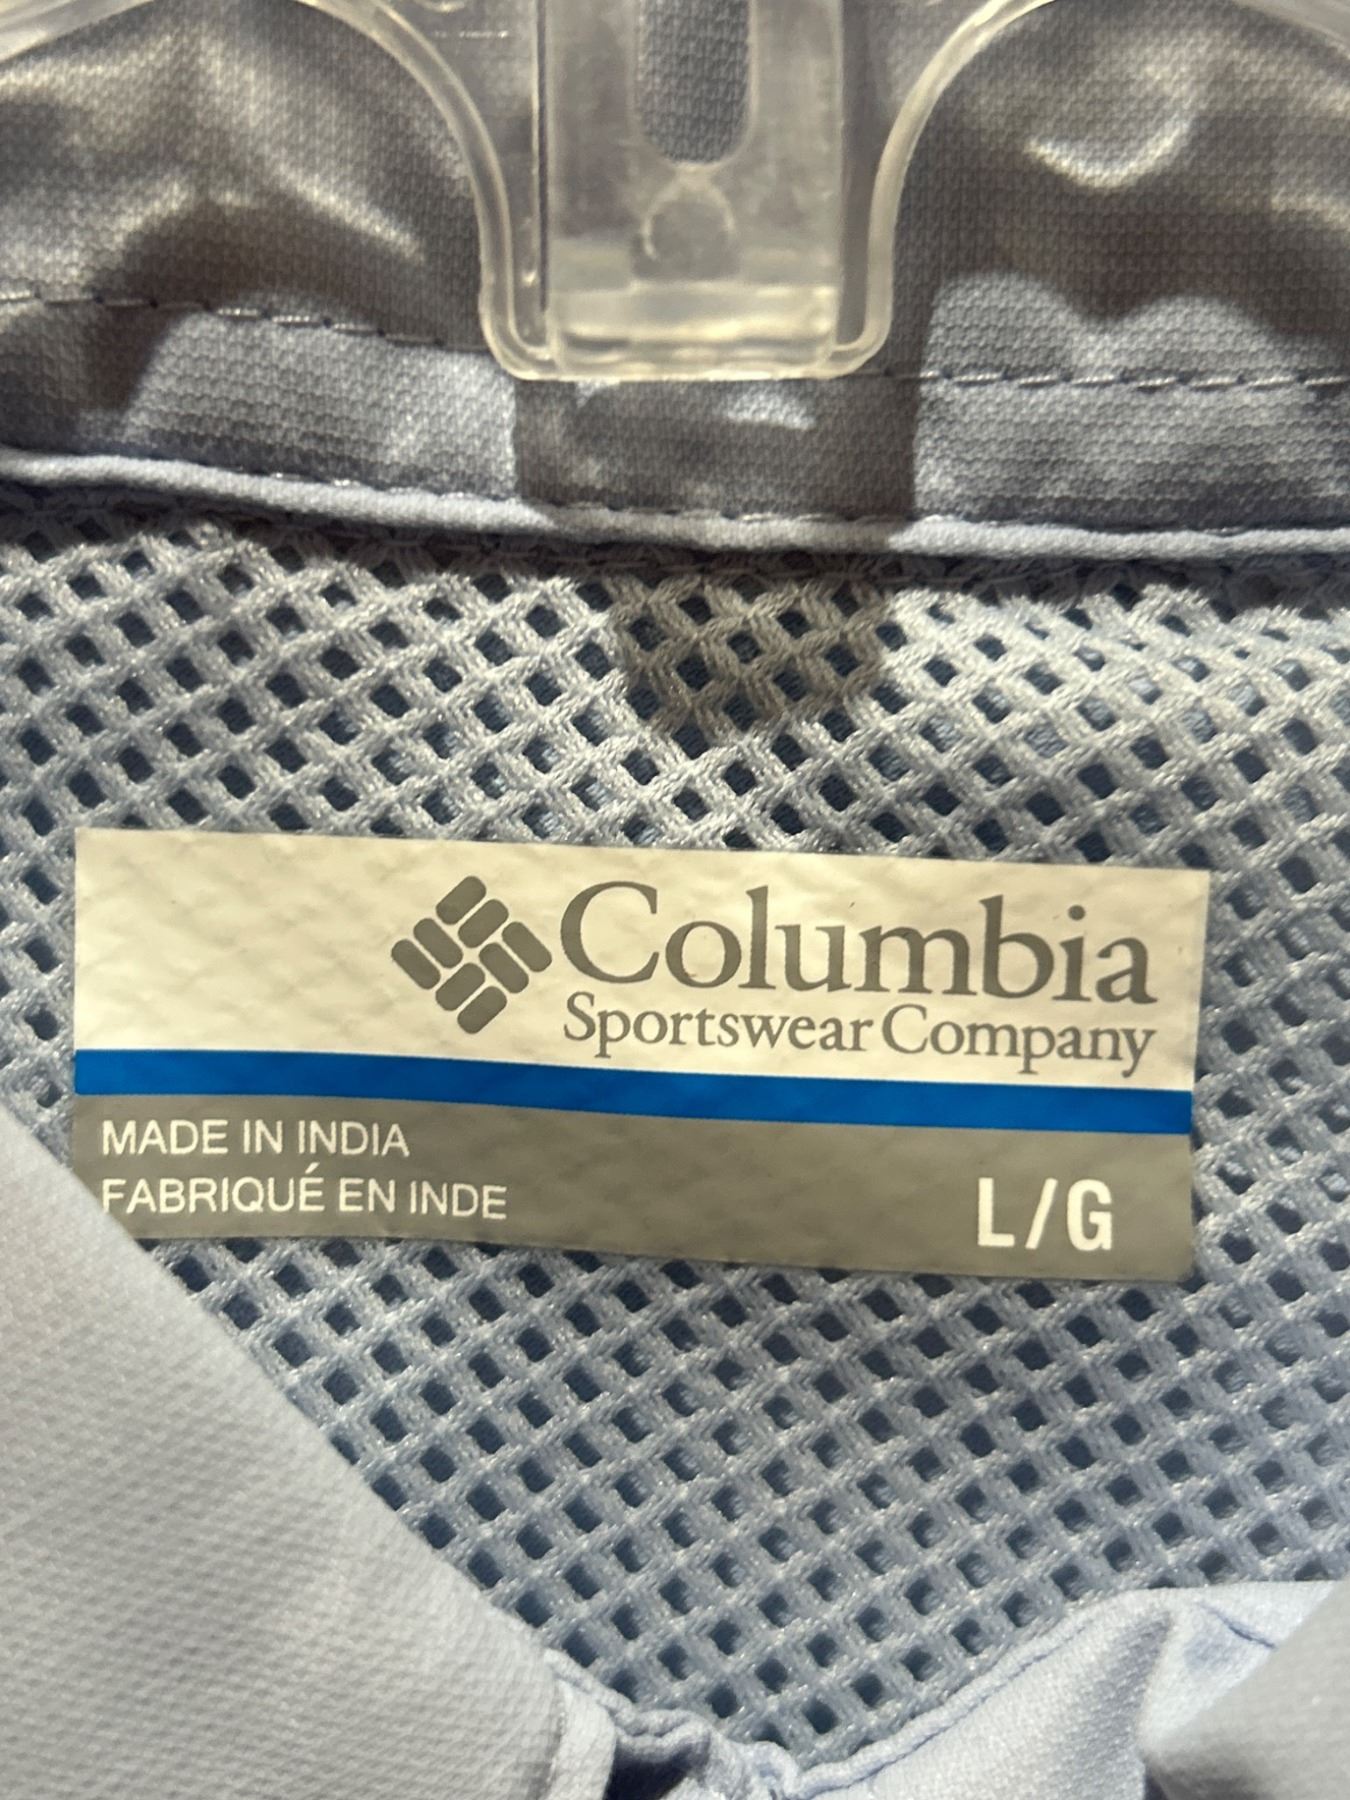 Columbia
Sportswear Company
MADE IN INDIA
FABRIQUÉ EN INDE
L/G